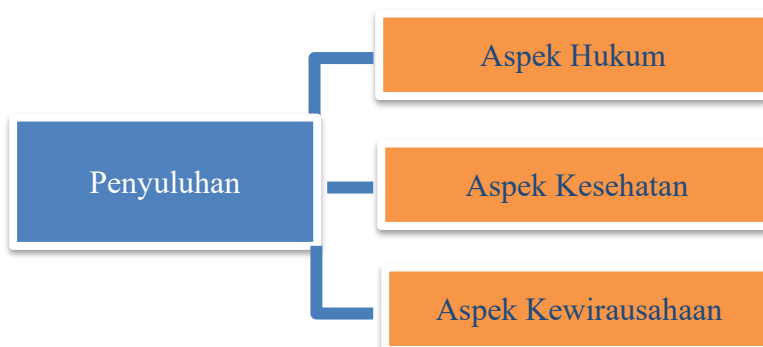 Aspek Hukum
Penyuluhan
Aspek Kesehatan
Aspek Kewirausahaan